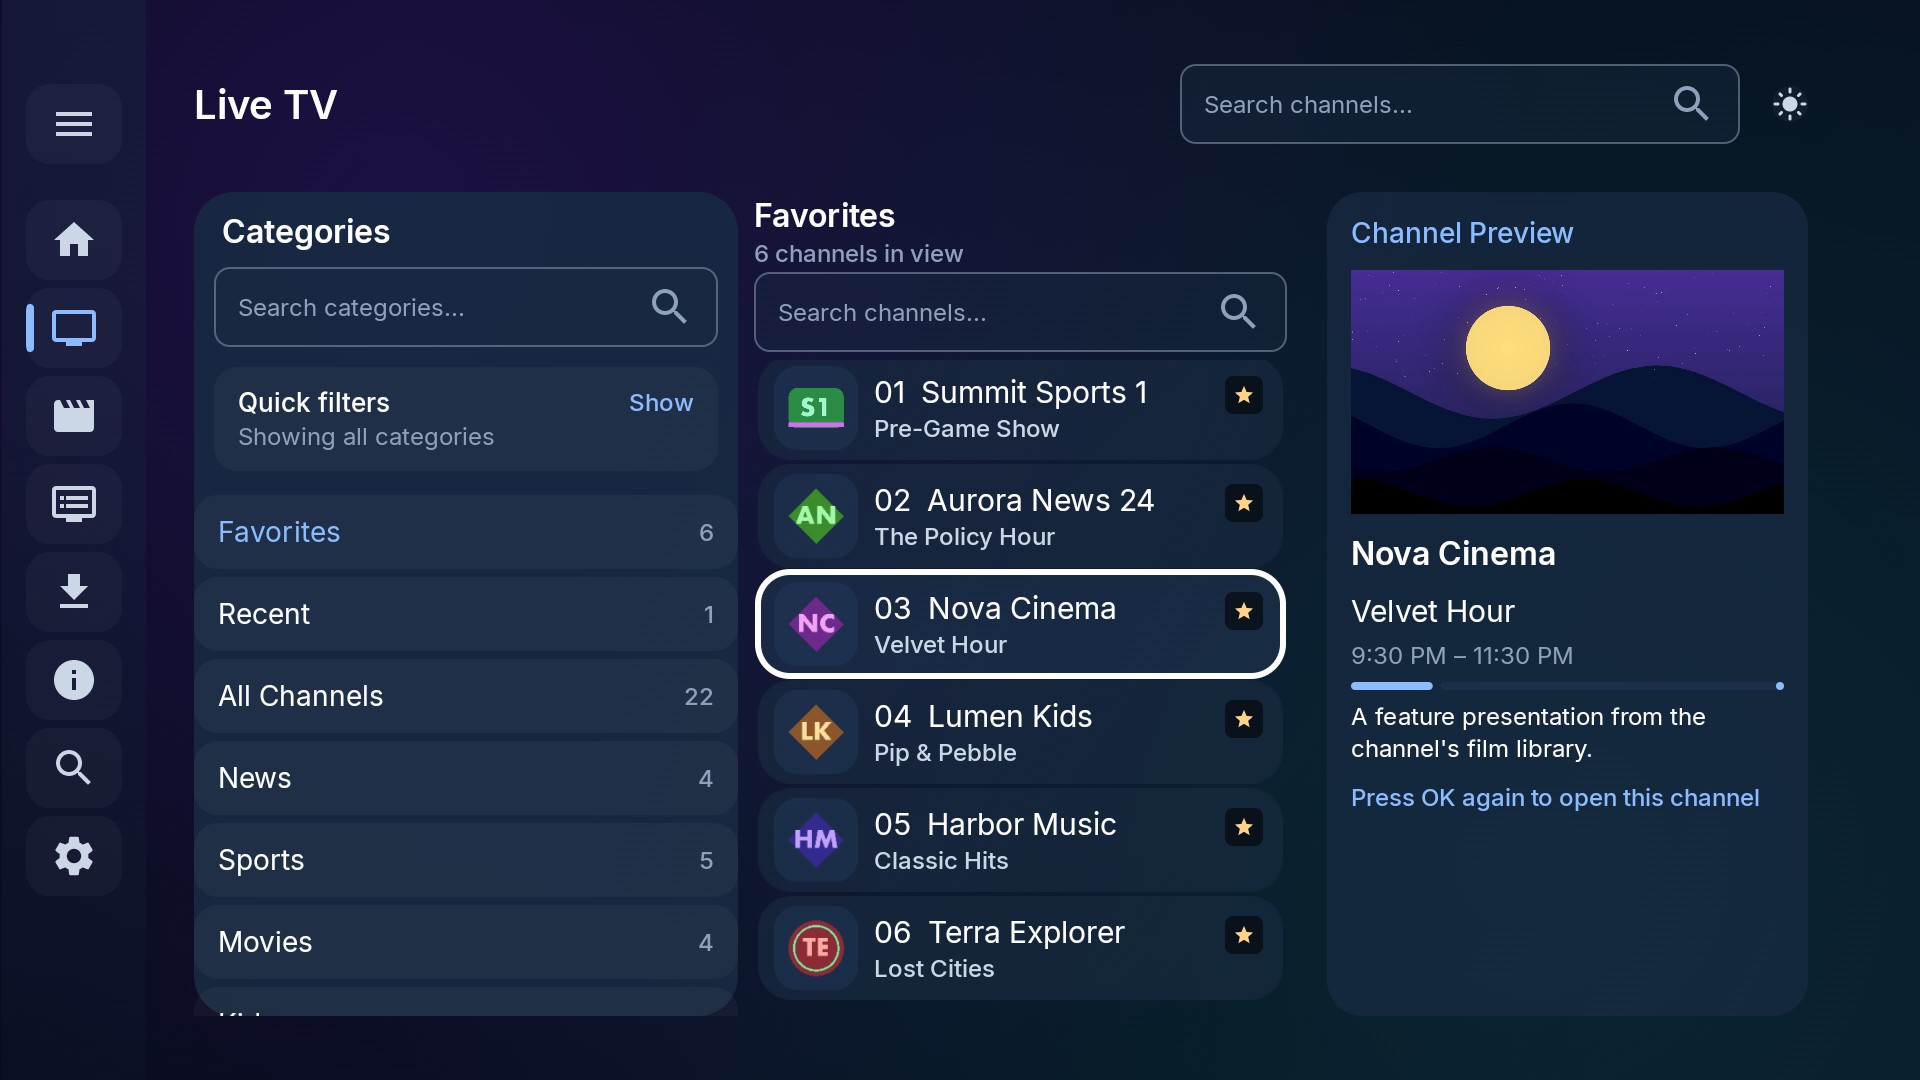 Live TV
Search channels...
Categories
Search categories...
Quick filters
Show
Showing all categories
Favorites 6
Recent 1
All Channels 22
News 4
Sports 5
Movies 4
Favorites
6 channels in view
Search channels...
S1
01 Summit Sports 1
Pre-Game Show
AN
02 Aurora News 24
The Policy Hour
NC
03 Nova Cinema
Velvet Hour
LK
04 Lumen Kids
Pip & Pebble
HM
05 Harbor Music
Classic Hits
TE
06 Terra Explorer
Lost Cities
Channel Preview
Nova Cinema
Velvet Hour
9:30 PM – 11:30 PM
A feature presentation from the
channel's film library.
Press OK again to open this channel